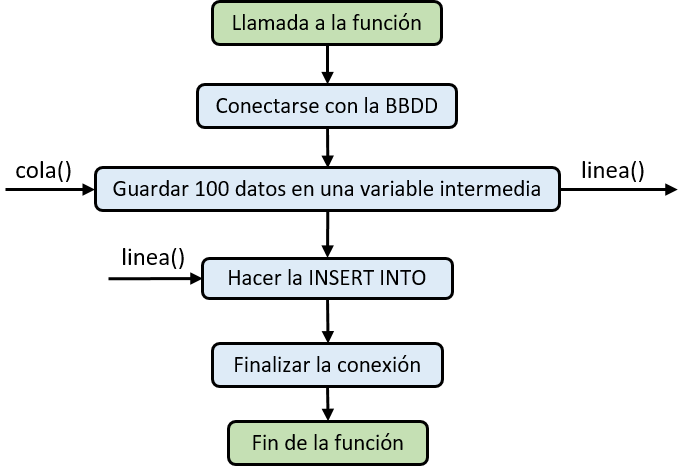 Llamada a la función
Conectarse con la BBDD
cola()
Guardar 100 datos en una variable intermedia
linea()
linea()
Hacer la INSERT INTO
Finalizar la conexión
Fin de la función